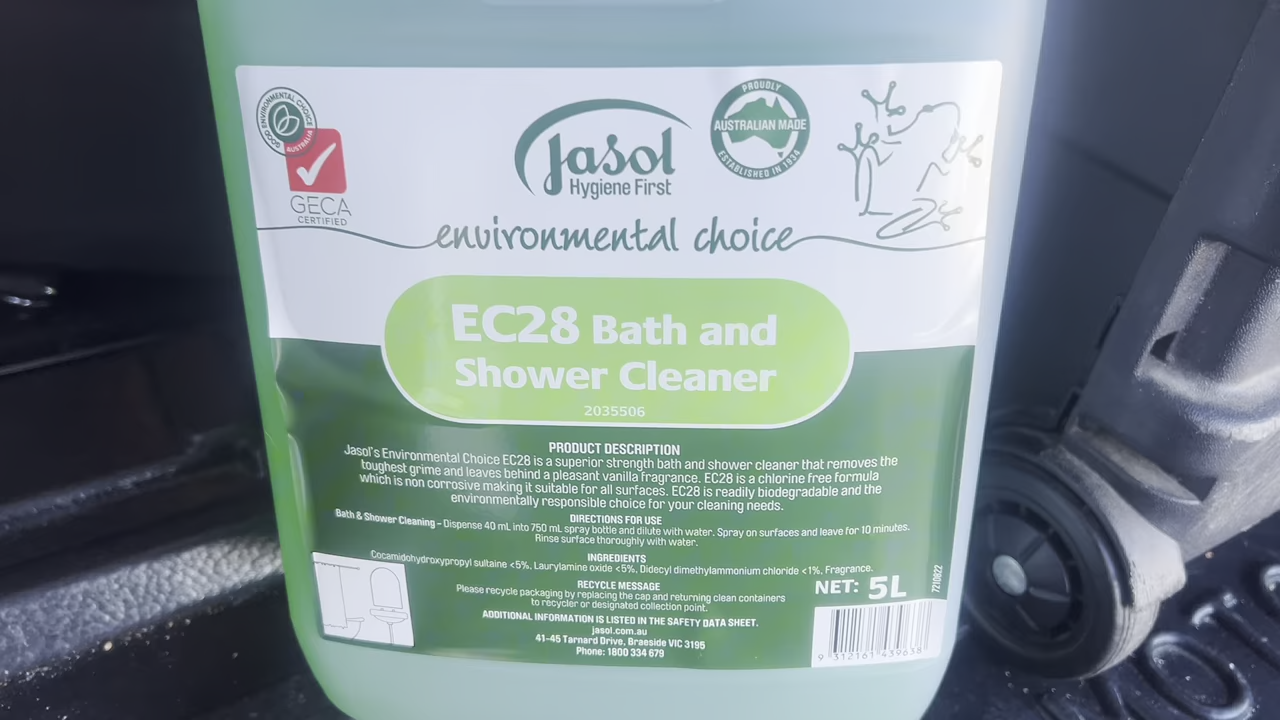 GOOD ENVIRONMENTAL CHOICE
AUSTRALIA
GECA
CERTIFIED
Jasol
Hygiene First
PROUDLY
AUSTRALIAN MADE
ESTABLISHED IN 1934
environmental choice
EC28 Bath and
Shower Cleaner
2035506
PRODUCT DESCRIPTION
Jasol's Environmental Choice EC28 is a superior strength bath and shower cleaner that removes the
toughest grime and leaves behind a pleasant vanilla fragrance. EC28 is a chlorine free formula
which is non corrosive making it suitable for all surfaces. EC28 is readily biodegradable and the
environmentally responsible choice for your cleaning needs.
DIRECTIONS FOR USE
Bath & Shower Cleaning - Dispense 40 mL into 750 mL spray bottle and dilute with water. Spray on surfaces and leave for 10 minutes.
Rinse surface thoroughly with water.
INGREDIENTS
Cocamidohydroxypropyl sultaine <5%. Laurylamine oxide <5%. Didecyl dimethylammonium chloride <1%. Fragrance.
RECYCLE MESSAGE
Please recycle packaging by replacing the cap and returning clean containers
to recycler or designated collection point.
ADDITIONAL INFORMATION IS LISTED IN THE SAFETY DATA SHEET.
jasol.com.au
41-45 Tarnard Drive, Braeside VIC 3195
Phone: 1800 334 679
NET: 5L
7210822
9 312161 439638